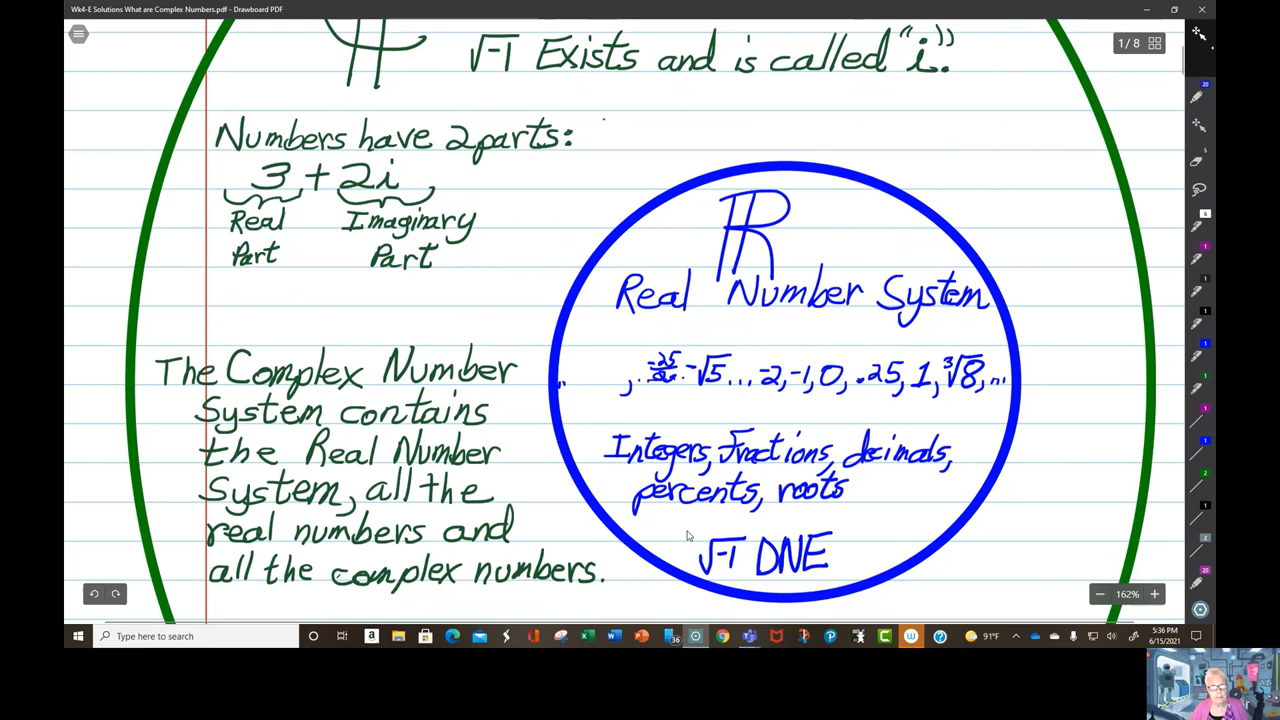 Wk4-E Solutions What are Complex Numbers.pdf - Drawboard PDF
1/8
√-1 Exists and is called "i."
Numbers have 2 parts:
3 + 2i
Real Imaginary
Part Part
ℝ
Real Number System
-√5 ... -2, -1, 0, .25, 1, ∛8, ...
Integers, Fractions, decimals,
percents, roots
√-1 DNE
The Complex Number
System contains
the Real Number
System, all the
real numbers and
all the complex numbers.
162%
Type here to search
91°F
5:36 PM
6/15/2021